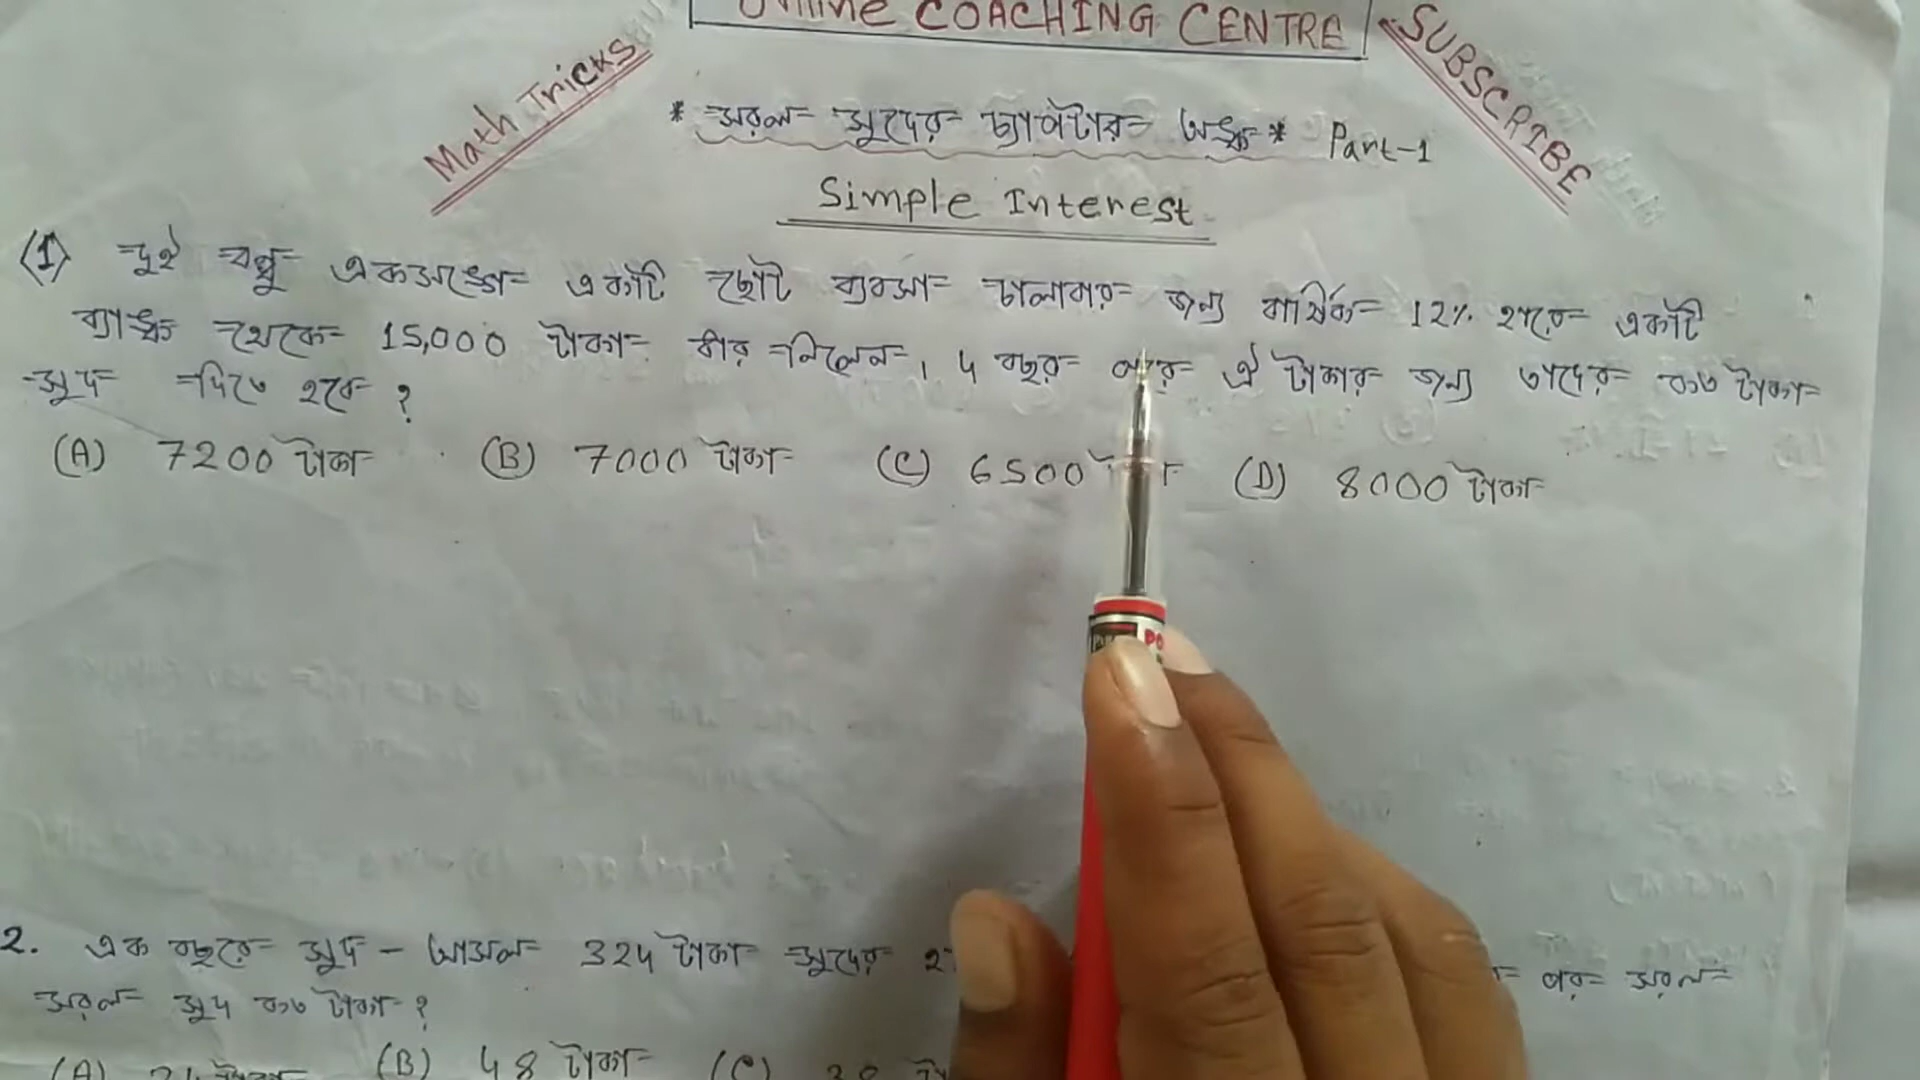 Online COACHING CENTRE
Math Tricks
SUBSCRIBE
* সরল সুদের চ্যাপ্টার অঙ্ক * Part-1
Simple Interest
(1) দুই বন্ধু একসঙ্গে একটি ছোট ব্যবসা চালাবার জন্য বার্ষিক 12% হারে একটি
ব্যাঙ্ক থেকে 15,000 টাকা ধার নিলেন, 4 বছর পরে ঐ টাকার জন্য তাদের কত টাকা
সুদ দিতে হবে ?
(A) 7200 টাকা (B) 7000 টাকা (C) 6500 (D) 8000 টাকা
2. এক বছরে সুদ - আসল 324 টাকা সুদের পর সরল
সরল সুদ কত টাকা ?
(A) (B) 48 টাকা (C)